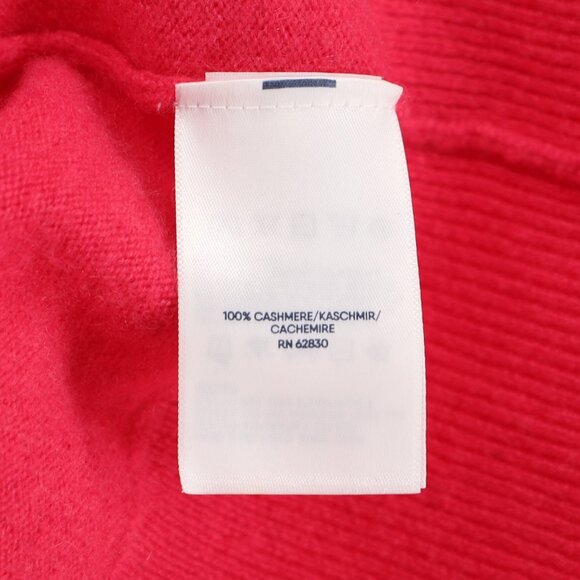 100% CASHMERE/KASCHMIR/
CACHEMIRE
RN 62830